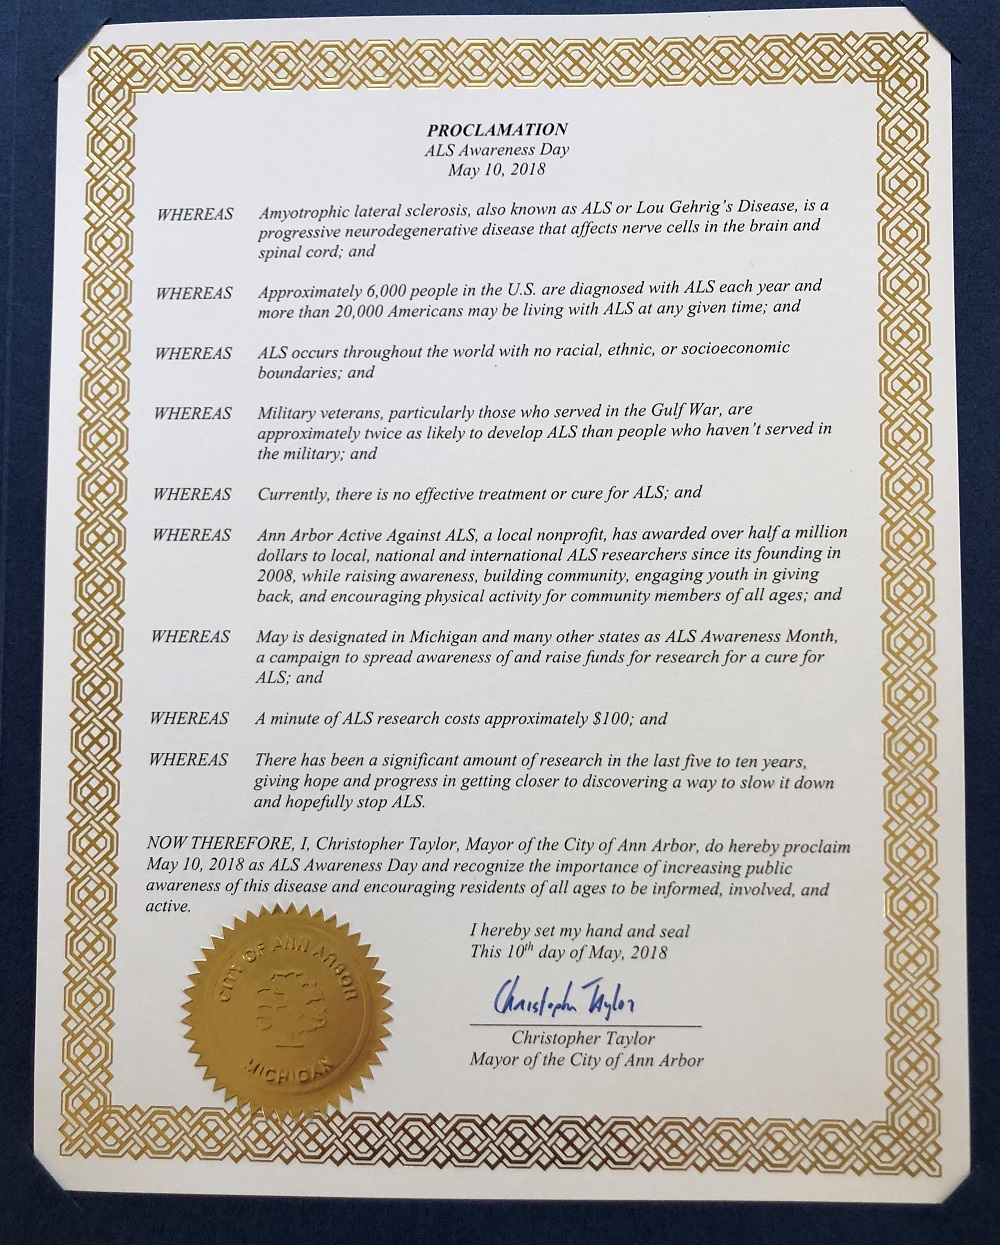 PROCLAMATION
ALS Awareness Day
May 10, 2018
WHEREAS Amyotrophic lateral sclerosis, also known as ALS or Lou Gehrig's Disease, is a
progressive neurodegenerative disease that affects nerve cells in the brain and
spinal cord; and
WHEREAS Approximately 6,000 people in the U.S. are diagnosed with ALS each year and
more than 20,000 Americans may be living with ALS at any given time; and
WHEREAS ALS occurs throughout the world with no racial, ethnic, or socioeconomic
boundaries; and
WHEREAS Military veterans, particularly those who served in the Gulf War, are
approximately twice as likely to develop ALS than people who haven't served in
the military; and
WHEREAS Currently, there is no effective treatment or cure for ALS; and
WHEREAS Ann Arbor Active Against ALS, a local nonprofit, has awarded over half a million
dollars to local, national and international ALS researchers since its founding in
2008, while raising awareness, building community, engaging youth in giving
back, and encouraging physical activity for community members of all ages; and
WHEREAS May is designated in Michigan and many other states as ALS Awareness Month,
a campaign to spread awareness of and raise funds for research for a cure for
ALS; and
WHEREAS A minute of ALS research costs approximately $100; and
WHEREAS There has been a significant amount of research in the last five to ten years,
giving hope and progress in getting closer to discovering a way to slow it down
and hopefully stop ALS.
NOW THEREFORE, I, Christopher Taylor, Mayor of the City of Ann Arbor, do hereby proclaim
May 10, 2018 as ALS Awareness Day and recognize the importance of increasing public
awareness of this disease and encouraging residents of all ages to be informed, involved, and
active.
I hereby set my hand and seal
This 10th day of May, 2018
Christopher Taylor
Christopher Taylor
Mayor of the City of Ann Arbor
CITY OF ANN ARBOR
MICHIGAN